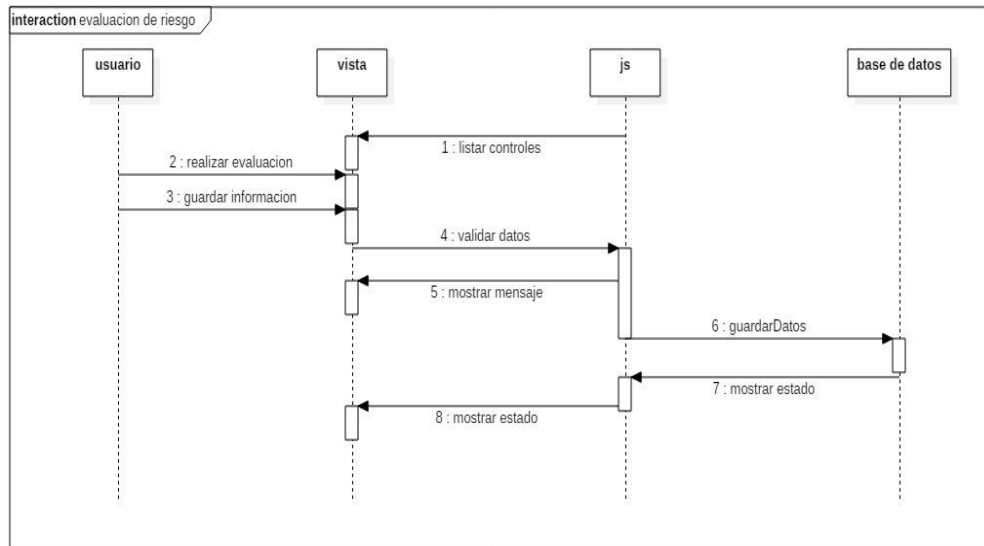 interaction evaluacion de riesgo
usuario
vista
js
base de datos
1 : listar controles
2 : realizar evaluacion
3 : guardar informacion
4 : validar datos
5 : mostrar mensaje
6 : guardarDatos
7 : mostrar estado
8 : mostrar estado